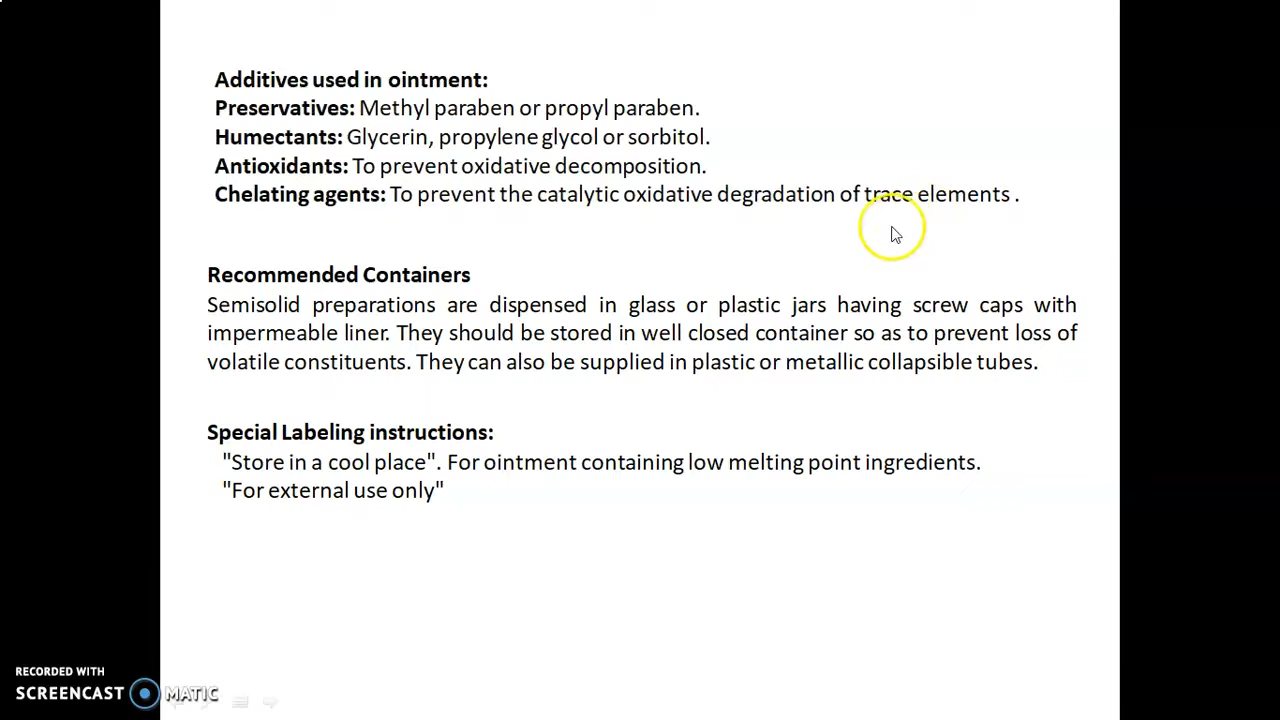 Additives used in ointment:
Preservatives: Methyl paraben or propyl paraben.
Humectants: Glycerin, propylene glycol or sorbitol.
Antioxidants: To prevent oxidative decomposition.
Chelating agents: To prevent the catalytic oxidative degradation of trace elements .
Recommended Containers
Semisolid preparations are dispensed in glass or plastic jars having screw caps with
impermeable liner. They should be stored in well closed container so as to prevent loss of
volatile constituents. They can also be supplied in plastic or metallic collapsible tubes.
Special Labeling instructions:
"Store in a cool place". For ointment containing low melting point ingredients.
"For external use only"
RECORDED WITH
SCREENCAST MATIC